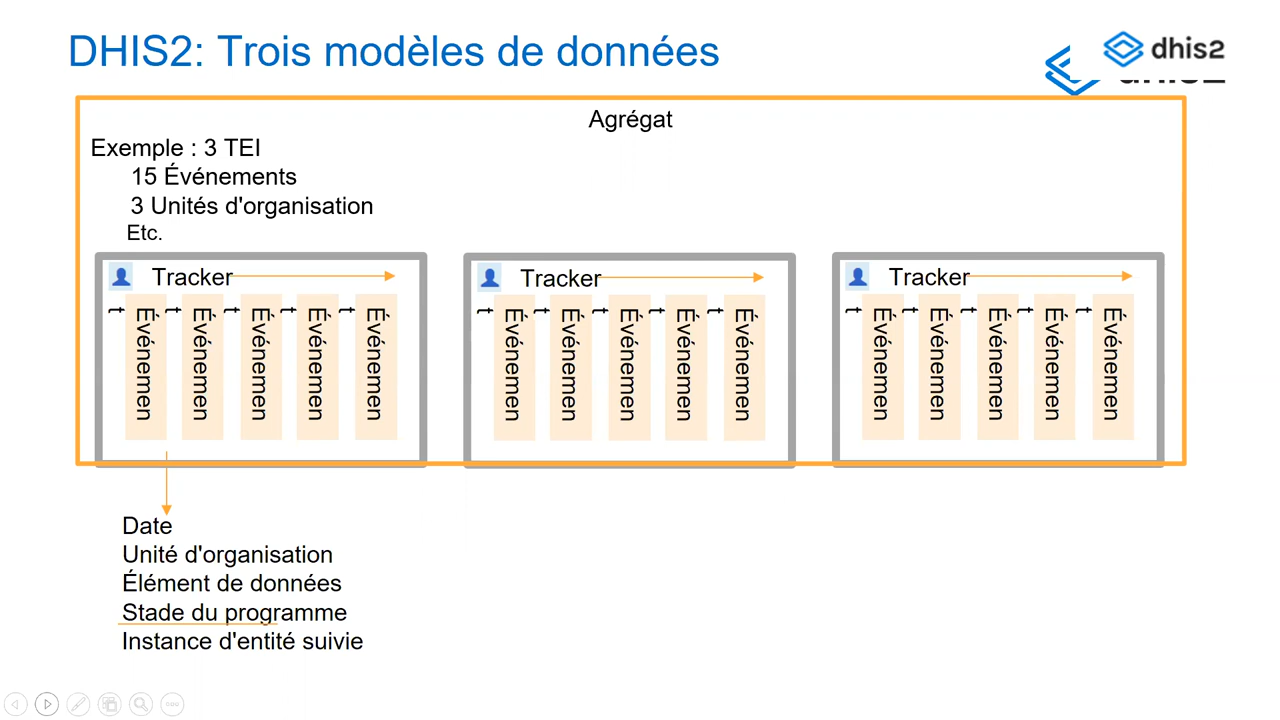 DHIS2: Trois modèles de données
dhis2
dhis2
Agrégat
Exemple : 3 TEI
15 Événements
3 Unités d'organisation
Etc.
Tracker
Événemen
t
Événemen
t
Événemen
t
Événemen
t
Événemen
t
Tracker
Événemen
t
Événemen
t
Événemen
t
Événemen
t
Événemen
t
Tracker
Événemen
t
Événemen
t
Événemen
t
Événemen
t
Événemen
t
Date
Unité d'organisation
Élément de données
Stade du programme
Instance d'entité suivie